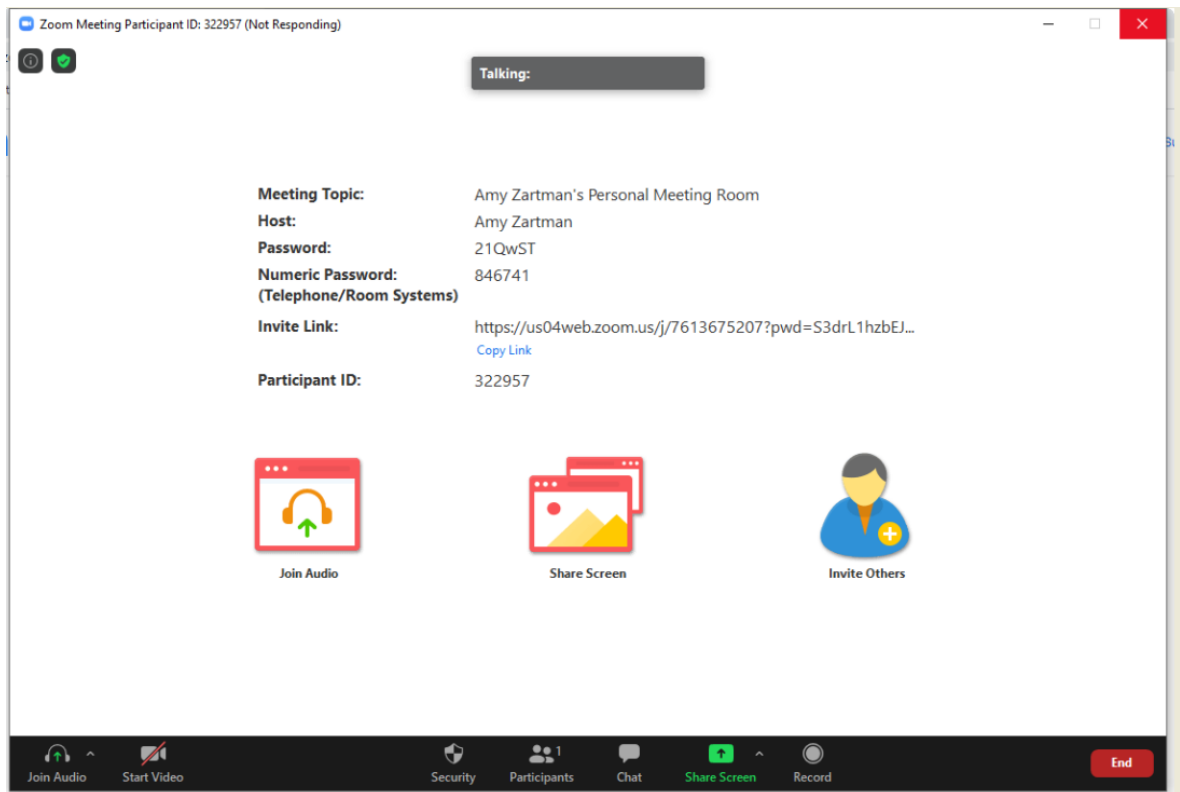 Zoom Meeting Participant ID: 322957 (Not Responding)
Talking:
Meeting Topic: Amy Zartman's Personal Meeting Room
Host: Amy Zartman
Password: 21QwST
Numeric Password: 846741
(Telephone/Room Systems)
Invite Link: https://us04web.zoom.us/j/7613675207?pwd=S3drL1hzbEJ...
Copy Link
Participant ID: 322957
Join Audio Share Screen Invite Others
1
Join Audio Start Video Security Participants Chat Share Screen Record End